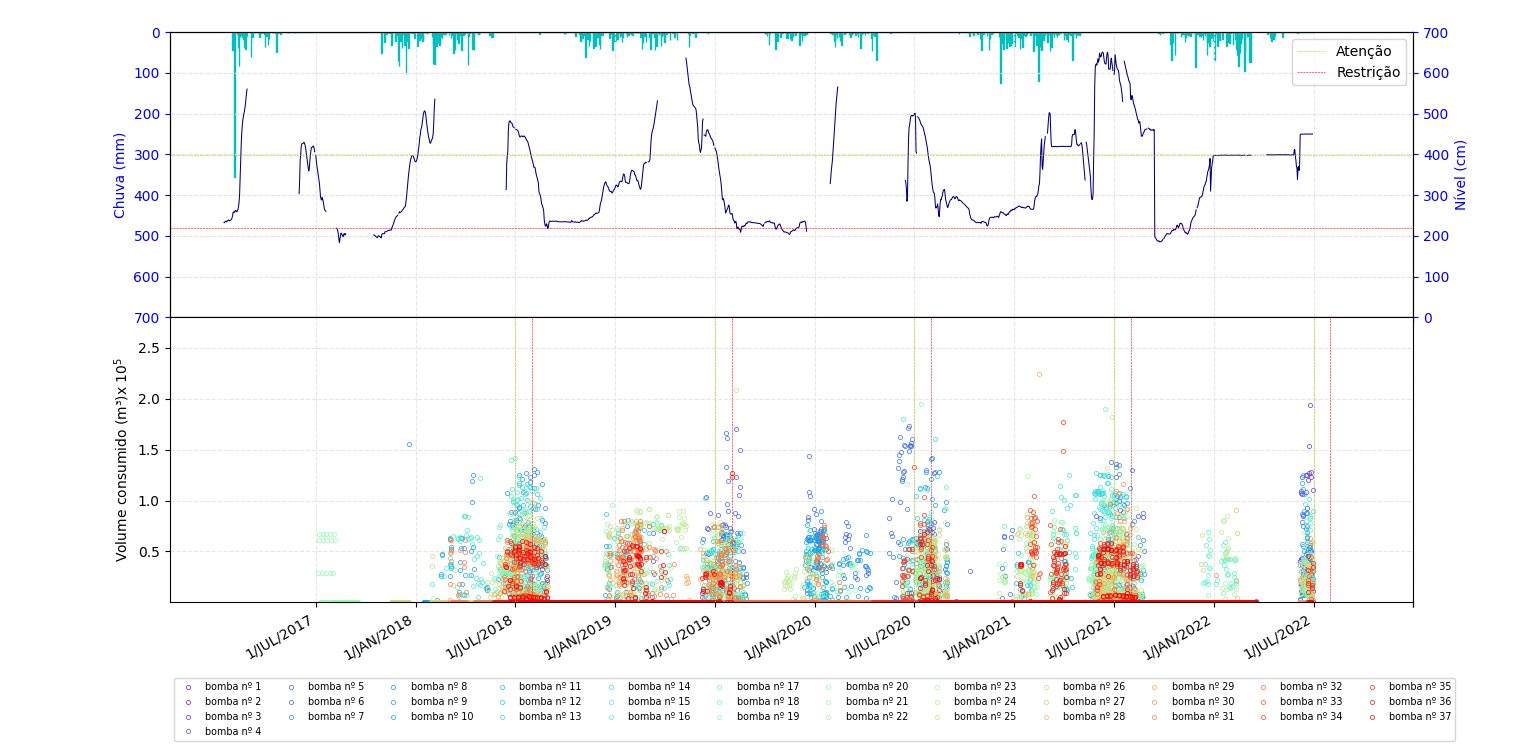 0
100
200
300
400
500
600
700
Chuva (mm)
700
600
500
400
300
200
100
0
Nível (cm)
Atenção
Restrição
2.5
2.0
1.5
1.0
0.5
Volume consumido (m³)x 10⁵
1/JUL/2017
1/JAN/2018
1/JUL/2018
1/JAN/2019
1/JUL/2019
1/JAN/2020
1/JUL/2020
1/JAN/2021
1/JUL/2021
1/JAN/2022
1/JUL/2022
bomba nº 1 bomba nº 5 bomba nº 8 bomba nº 11 bomba nº 14 bomba nº 17 bomba nº 20 bomba nº 23 bomba nº 26 bomba nº 29 bomba nº 32 bomba nº 35
bomba nº 2 bomba nº 6 bomba nº 9 bomba nº 12 bomba nº 15 bomba nº 18 bomba nº 21 bomba nº 24 bomba nº 27 bomba nº 30 bomba nº 33 bomba nº 36
bomba nº 3 bomba nº 7 bomba nº 10 bomba nº 13 bomba nº 16 bomba nº 19 bomba nº 22 bomba nº 25 bomba nº 28 bomba nº 31 bomba nº 34 bomba nº 37
bomba nº 4